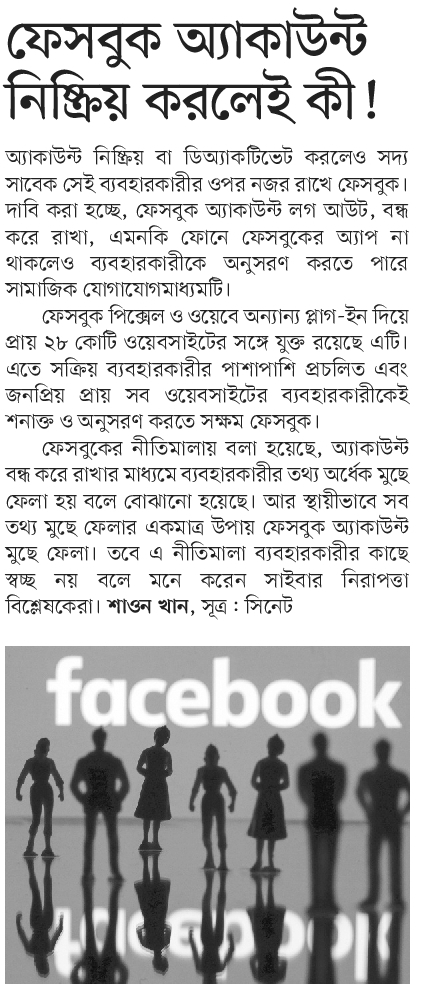 ফেসবুক অ্যাকাউন্ট
নিষ্ক্রিয় করলেই কী!
অ্যাকাউন্ট নিষ্ক্রিয় বা ডিঅ্যাকটিভেট করলেও সদ্য
সাবেক সেই ব্যবহারকারীর ওপর নজর রাখে ফেসবুক।
দাবি করা হচ্ছে, ফেসবুক অ্যাকাউন্ট লগ আউট, বন্ধ
করে রাখা, এমনকি ফোনে ফেসবুকের অ্যাপ না
থাকলেও ব্যবহারকারীকে অনুসরণ করতে পারে
সামাজিক যোগাযোগমাধ্যমটি।
ফেসবুক পিক্সেল ও ওয়েবে অন্যান্য প্লাগ-ইন দিয়ে
প্রায় ২৮ কোটি ওয়েবসাইটের সঙ্গে যুক্ত রয়েছে এটি।
এতে সক্রিয় ব্যবহারকারীর পাশাপাশি প্রচলিত এবং
জনপ্রিয় প্রায় সব ওয়েবসাইটের ব্যবহারকারীকেই
শনাক্ত ও অনুসরণ করতে সক্ষম ফেসবুক।
ফেসবুকের নীতিমালায় বলা হয়েছে, অ্যাকাউন্ট
বন্ধ করে রাখার মাধ্যমে ব্যবহারকারীর তথ্য অর্ধেক মুছে
ফেলা হয় বলে বোঝানো হয়েছে। আর স্থায়ীভাবে সব
তথ্য মুছে ফেলার একমাত্র উপায় ফেসবুক অ্যাকাউন্ট
মুছে ফেলা। তবে এ নীতিমালা ব্যবহারকারীর কাছে
স্বচ্ছ নয় বলে মনে করেন সাইবার নিরাপত্তা
বিশ্লেষকেরা। শাওন খান, সূত্র : সিনেট
facebook